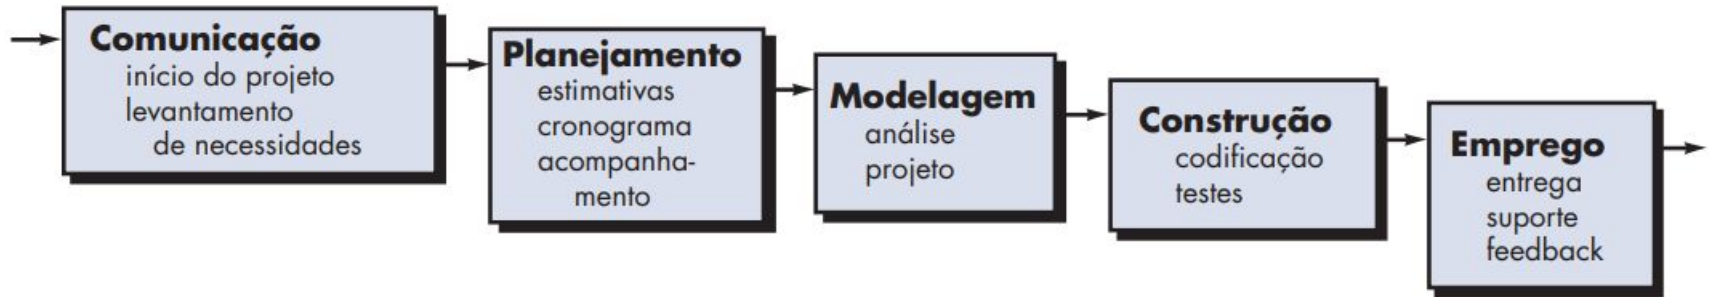 Comunicação
início do projeto
levantamento
de necessidades
Planejamento
estimativas
cronograma
acompanha-
mento
Modelagem
análise
projeto
Construção
codificação
testes
Emprego
entrega
suporte
feedback